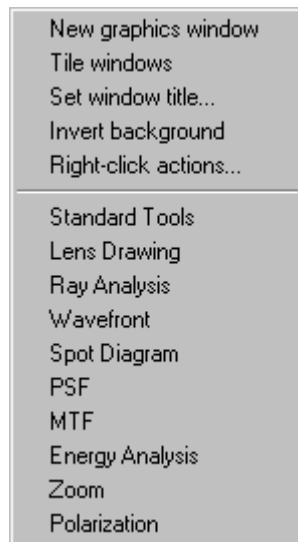 New graphics window
Tile windows
Set window title...
Invert background
Right-click actions...
Standard Tools
Lens Drawing
Ray Analysis
Wavefront
Spot Diagram
PSF
MTF
Energy Analysis
Zoom
Polarization